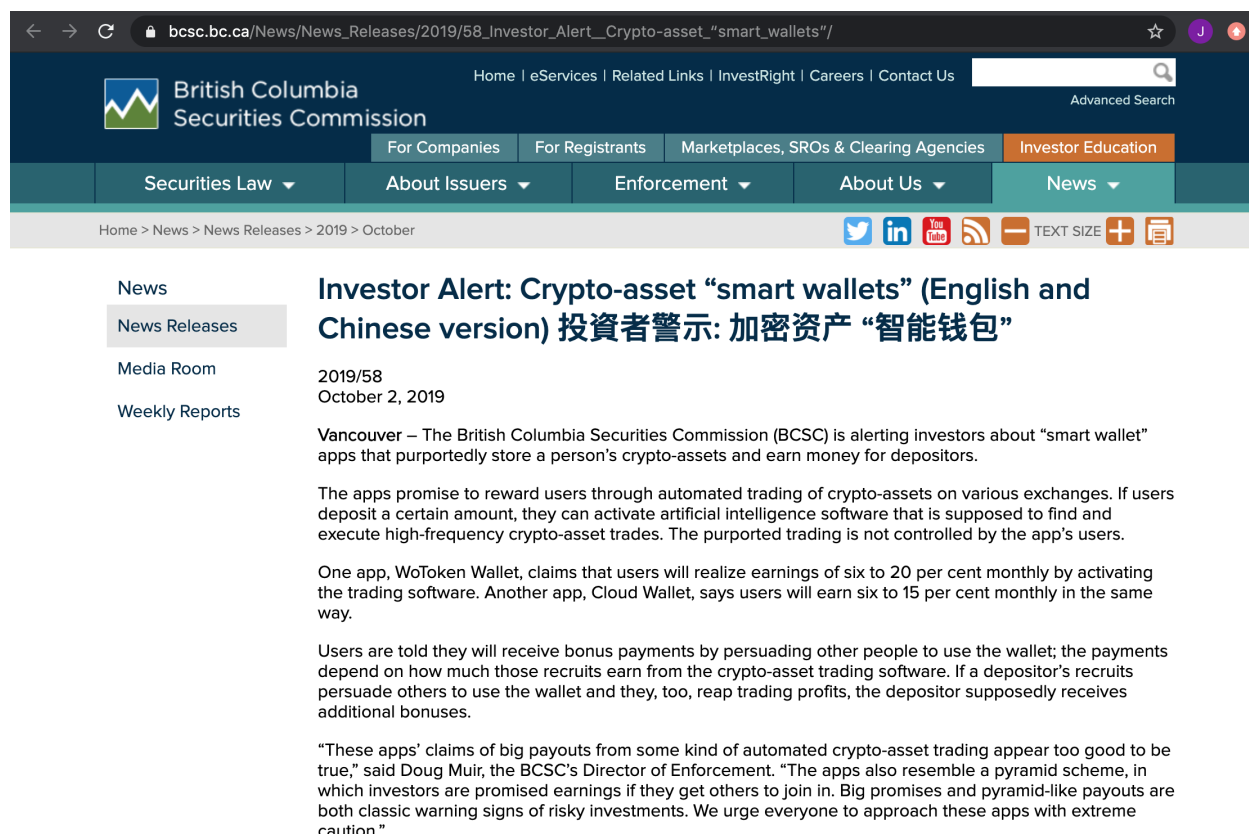 bcsc.bc.ca/News/News_Releases/2019/58_Investor_Alert__Crypto-asset_“smart_wallets”/
J
British Columbia
Securities Commission
Home | eServices | Related Links | InvestRight | Careers | Contact Us
Advanced Search
For Companies
For Registrants
Marketplaces, SROs & Clearing Agencies
Investor Education
Securities Law
About Issuers
Enforcement
About Us
News
Home > News > News Releases > 2019 > October
in
You
Tube
TEXT SIZE
News
News Releases
Media Room
Weekly Reports
Investor Alert: Crypto-asset “smart wallets” (English and
Chinese version) 投資者警示: 加密资产 “智能钱包”
2019/58
October 2, 2019
Vancouver – The British Columbia Securities Commission (BCSC) is alerting investors about “smart wallet”
apps that purportedly store a person’s crypto-assets and earn money for depositors.
The apps promise to reward users through automated trading of crypto-assets on various exchanges. If users
deposit a certain amount, they can activate artificial intelligence software that is supposed to find and
execute high-frequency crypto-asset trades. The purported trading is not controlled by the app’s users.
One app, WoToken Wallet, claims that users will realize earnings of six to 20 per cent monthly by activating
the trading software. Another app, Cloud Wallet, says users will earn six to 15 per cent monthly in the same
way.
Users are told they will receive bonus payments by persuading other people to use the wallet; the payments
depend on how much those recruits earn from the crypto-asset trading software. If a depositor’s recruits
persuade others to use the wallet and they, too, reap trading profits, the depositor supposedly receives
additional bonuses.
“These apps’ claims of big payouts from some kind of automated crypto-asset trading appear too good to be
true,” said Doug Muir, the BCSC’s Director of Enforcement. “The apps also resemble a pyramid scheme, in
which investors are promised earnings if they get others to join in. Big promises and pyramid-like payouts are
both classic warning signs of risky investments. We urge everyone to approach these apps with extreme
caution.”